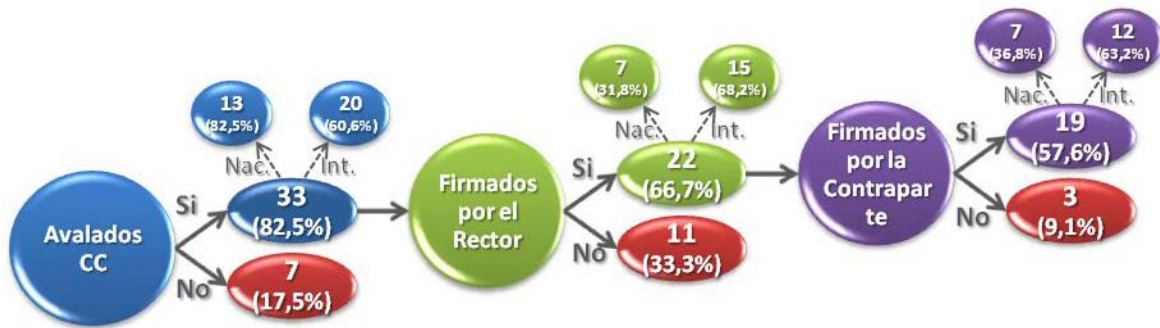 Avalados
CC
Si
No
33
(82,5%)
7
(17,5%)
Nac.
Int.
13
(82,5%)
20
(60,6%)
Firmados
por el
Rector
Si
No
22
(66,7%)
11
(33,3%)
Nac.
Int.
7
(31,8%)
15
(68,2%)
Firmados
por la
Contrapar
te
Si
No
19
(57,6%)
3
(9,1%)
Nac.
Int.
7
(36,8%)
12
(63,2%)